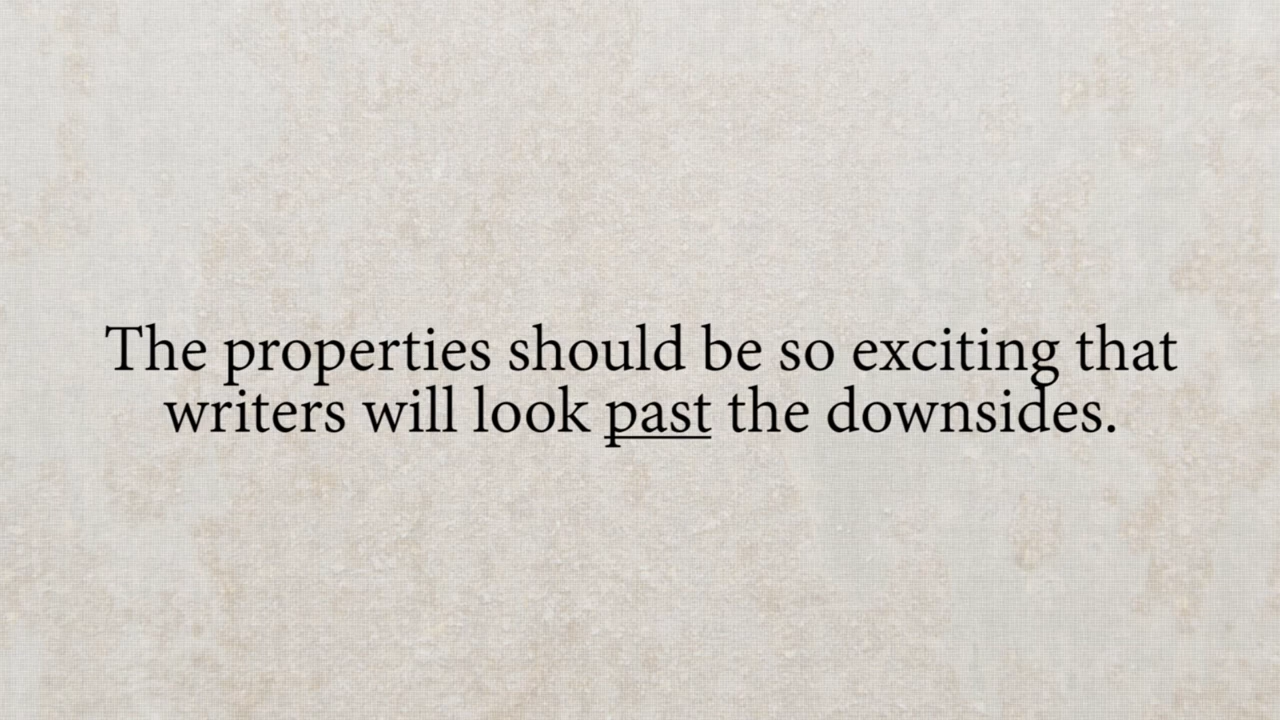 The properties should be so exciting that
writers will look past the downsides.